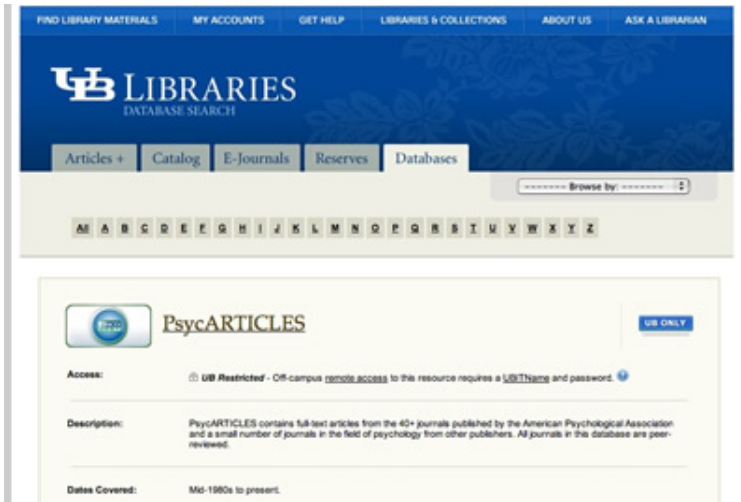 FIND LIBRARY MATERIALS MY ACCOUNTS GET HELP LIBRARIES & COLLECTIONS ABOUT US ASK A LIBRARIAN
UB LIBRARIES
DATABASE SEARCH
Articles + Catalog E-Journals Reserves Databases
------- Browse by: -------
All A B C D E F G H I J K L M N O P Q R S T U V W X Y Z
PsycARTICLES
UB ONLY
Access: UB Restricted - Off-campus remote access to this resource requires a UBITName and password. ?
Description: PsycARTICLES contains full-text articles from the 40+ journals published by the American Psychological Association
and a small number of journals in the field of psychology from other publishers. All journals in this database are peer-
reviewed.
Dates Covered: Mid-1980s to present.